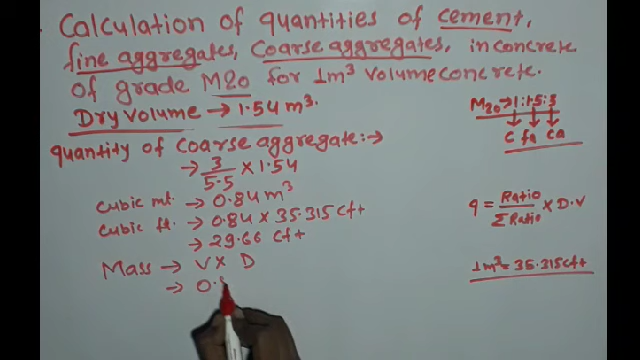 Calculation of quantities of cement,
fine aggregates, Coarse aggregates, in concrete
of grade M20 for 1m³ volume concrete.
Dry volume → 1.54 m³.
M20 → 1:1.5:3
C fa Ca
quantity of Coarse aggregate :→
→ 3/5.5 × 1.54
Cubic mt. → 0.84 m³
Cubic ft. → 0.84 × 35.315 Cft
→ 29.66 Cft
q = Ratio/Σ Ratio × D.V
1m³ = 35.315 Cft
Mass → V × D
→ 0.